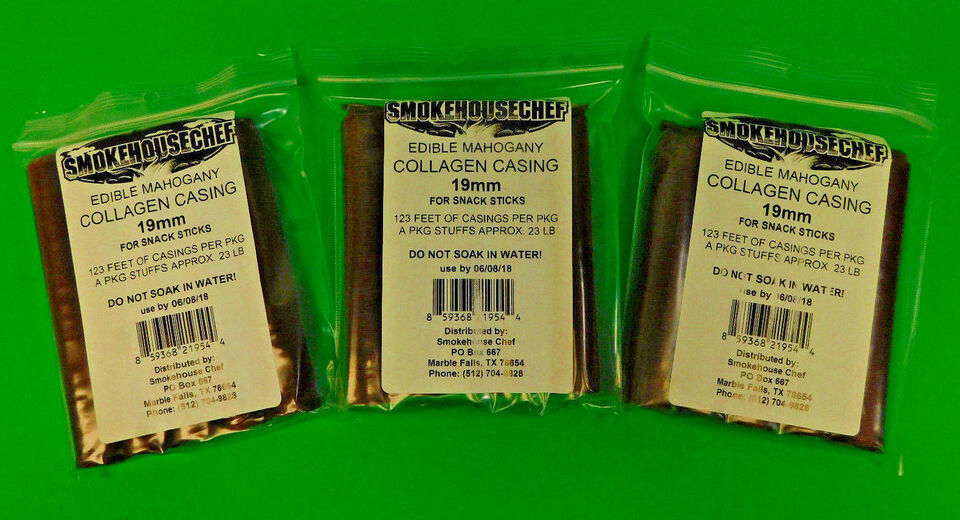 SMOKEHOUSECHEF
EDIBLE MAHOGANY
COLLAGEN CASING
19mm
FOR SNACK STICKS
123 FEET OF CASINGS PER PKG
A PKG STUFFS APPROX. 23 LB
DO NOT SOAK IN WATER!
use by 06/08/18
8 59368 21954 4
Distributed by:
Smokehouse Chef
PO Box 667
Marble Falls, TX 78654
Phone: (512) 704-9828
SMOKEHOUSECHEF
EDIBLE MAHOGANY
COLLAGEN CASING
19mm
FOR SNACK STICKS
123 FEET OF CASINGS PER PKG
A PKG STUFFS APPROX. 23 LB
DO NOT SOAK IN WATER!
use by 06/08/18
8 59368 21954 4
Distributed by:
Smokehouse Chef
PO Box 667
Marble Falls, TX 78654
Phone: (512) 704-9828
SMOKEHOUSECHEF
EDIBLE MAHOGANY
COLLAGEN CASING
19mm
FOR SNACK STICKS
123 FEET OF CASINGS PER PKG
A PKG STUFFS APPROX. 23 LB
DO NOT SOAK IN WATER!
use by 06/08/18
8 59368 21954 4
Distributed by:
Smokehouse Chef
PO Box 667
Marble Falls, TX 78654
Phone: (512) 704-9828